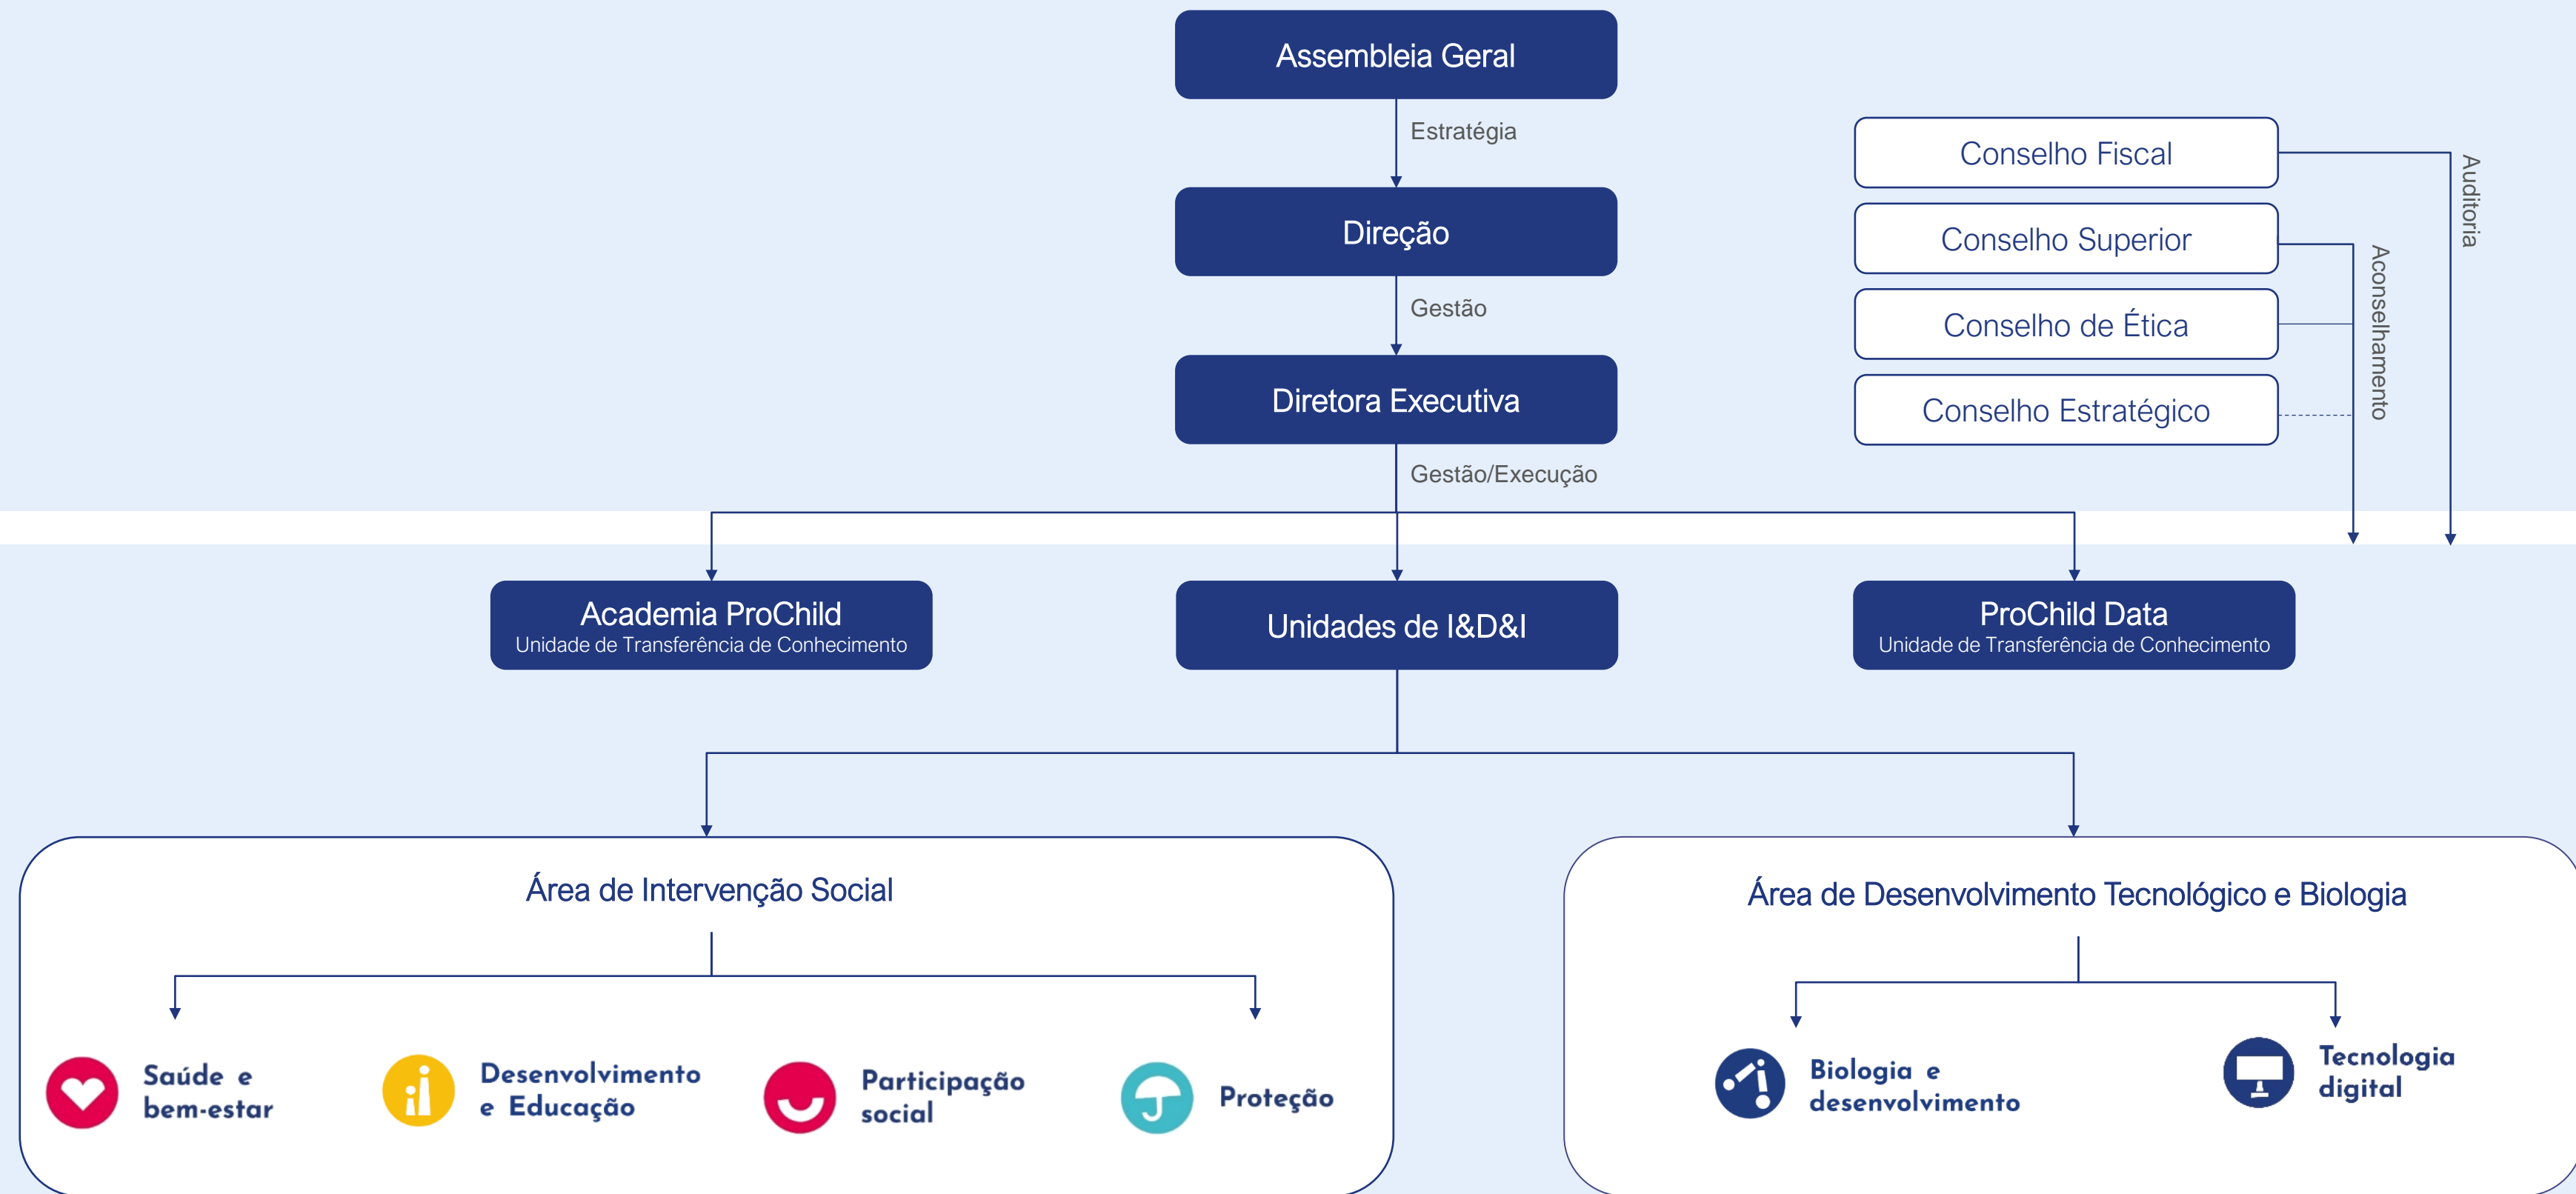 Assembleia Geral
Estratégia
Direção
Gestão
Diretora Executiva
Gestão/Execução
Conselho Fiscal
Conselho Superior
Conselho de Ética
Conselho Estratégico
Aconselhamento
Auditoria
Academia ProChild
Unidade de Transferência de Conhecimento
Unidades de I&D&I
ProChild Data
Unidade de Transferência de Conhecimento
Área de Intervenção Social
Saúde e
bem-estar
Desenvolvimento
e Educação
Participação
social
Proteção
Área de Desenvolvimento Tecnológico e Biologia
Biologia e
desenvolvimento
Tecnologia
digital